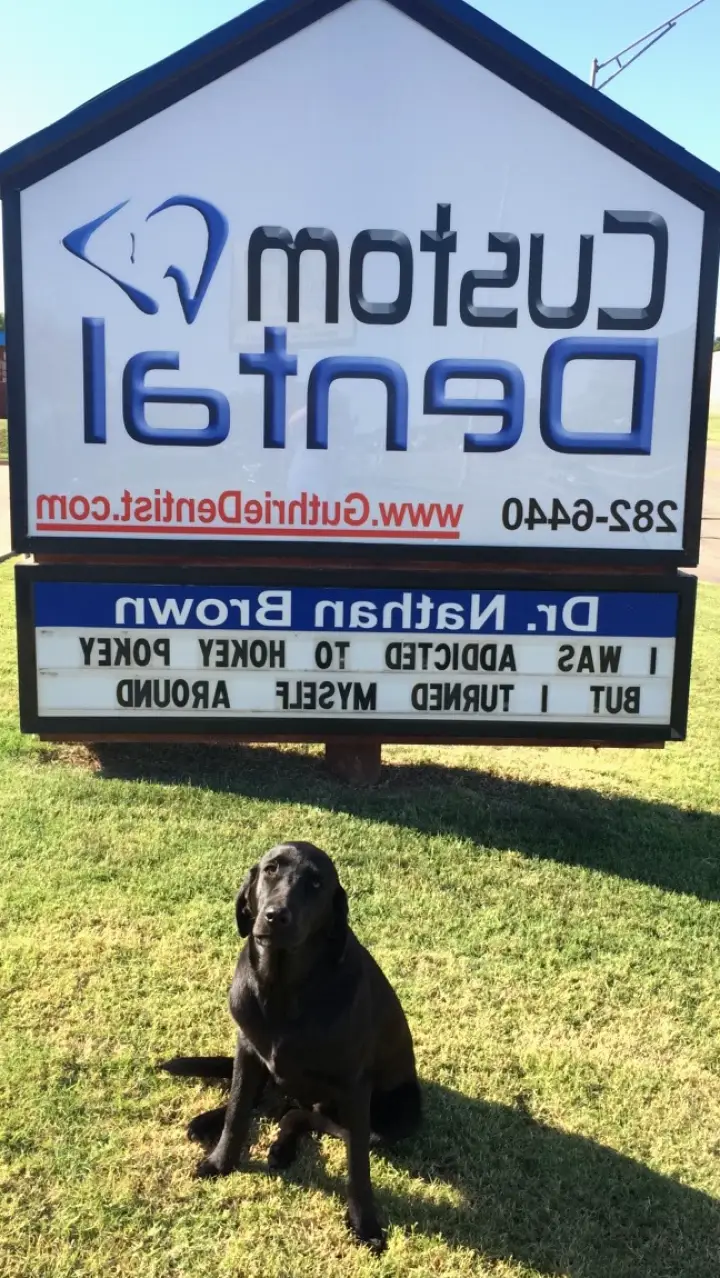 Custom
Dental
282-6440 www.GuthrieDentist.com
Dr. Nathan Brown
I WAS ADDICTED TO HOKEY POKEY
BUT I TURNED MYSELF AROUND